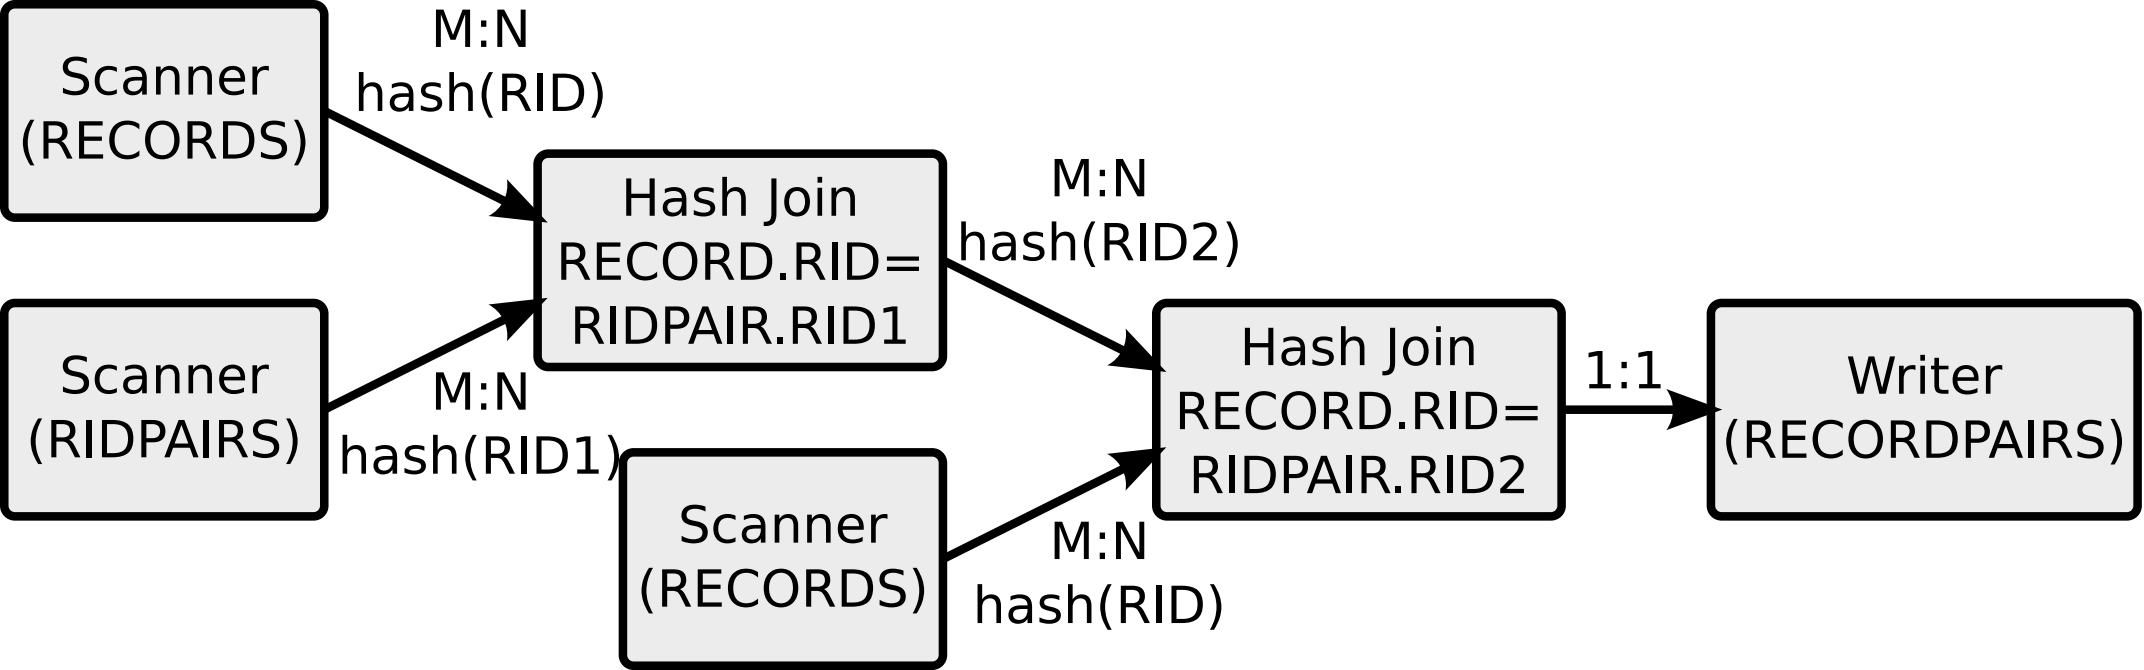 Scanner
(RECORDS)
M:N
hash(RID)
Scanner
(RIDPAIRS)
M:N
hash(RID1)
Hash Join
RECORD.RID=
RIDPAIR.RID1
M:N
hash(RID2)
Scanner
(RECORDS)
M:N
hash(RID)
Hash Join
RECORD.RID=
RIDPAIR.RID2
1:1
Writer
(RECORDPAIRS)